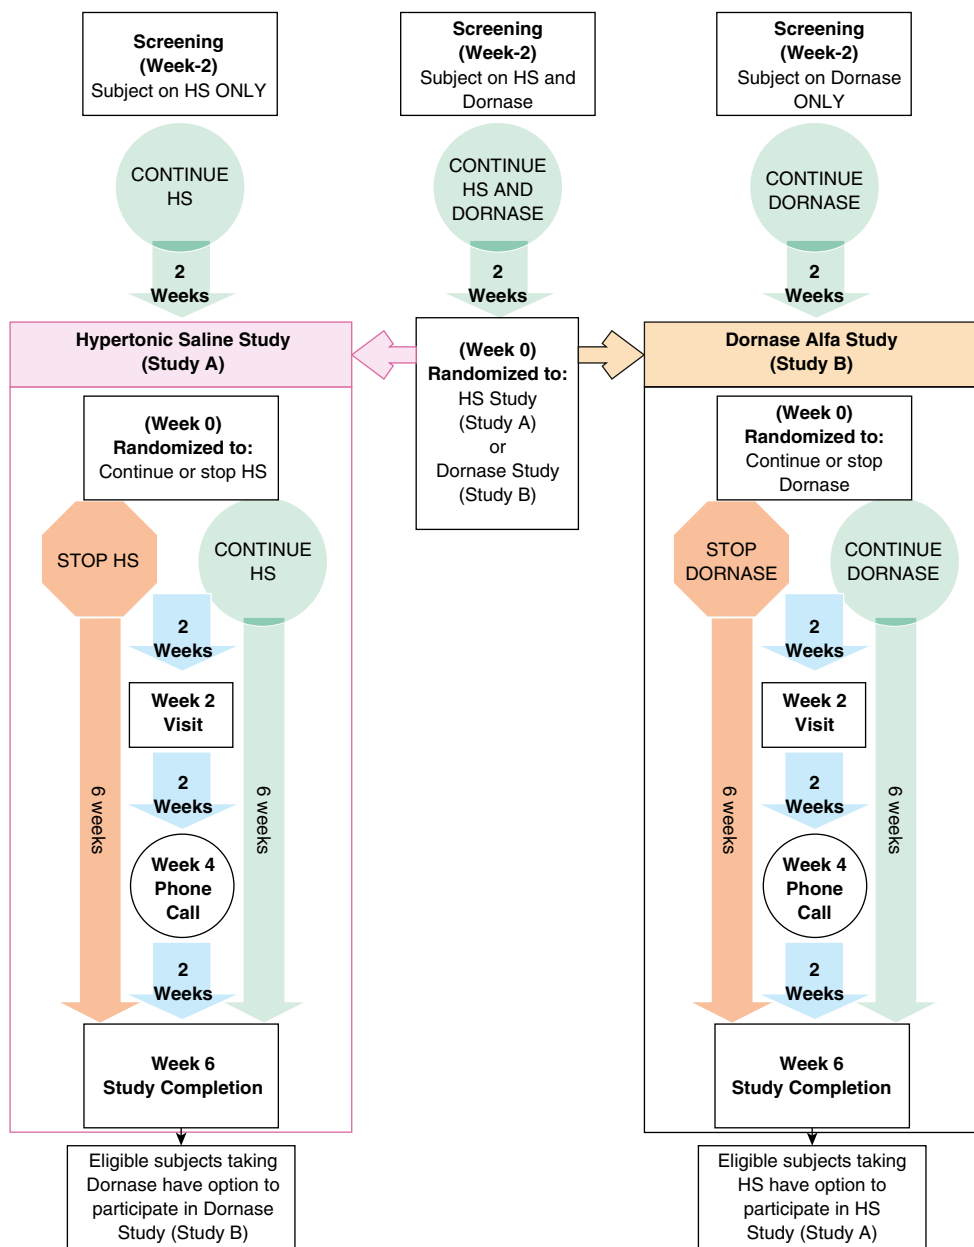 Screening
(Week-2)
Subject on HS ONLY
Screening
(Week-2)
Subject on HS and
Dornase
Screening
(Week-2)
Subject on Dornase
ONLY
CONTINUE
HS
CONTINUE
HS AND
DORNASE
CONTINUE
DORNASE
2
Weeks
2
Weeks
2
Weeks
Hypertonic Saline Study
(Study A)
(Week 0)
Randomized to:
HS Study
(Study A)
or
Dornase Study
(Study B)
Dornase Alfa Study
(Study B)
(Week 0)
Randomized to:
Continue or stop HS
STOP HS
CONTINUE
HS
2
Weeks
Week 2
Visit
2
Weeks
6 weeks
6 weeks
Week 4
Phone
Call
2
Weeks
Week 6
Study Completion
Eligible subjects taking
Dornase have option to
participate in Dornase
Study (Study B)
(Week 0)
Randomized to:
Continue or stop
Dornase
STOP
DORNASE
CONTINUE
DORNASE
2
Weeks
Week 2
Visit
2
Weeks
6 weeks
6 weeks
Week 4
Phone
Call
2
Weeks
Week 6
Study Completion
Eligible subjects taking
HS have option to
participate in HS
Study (Study A)